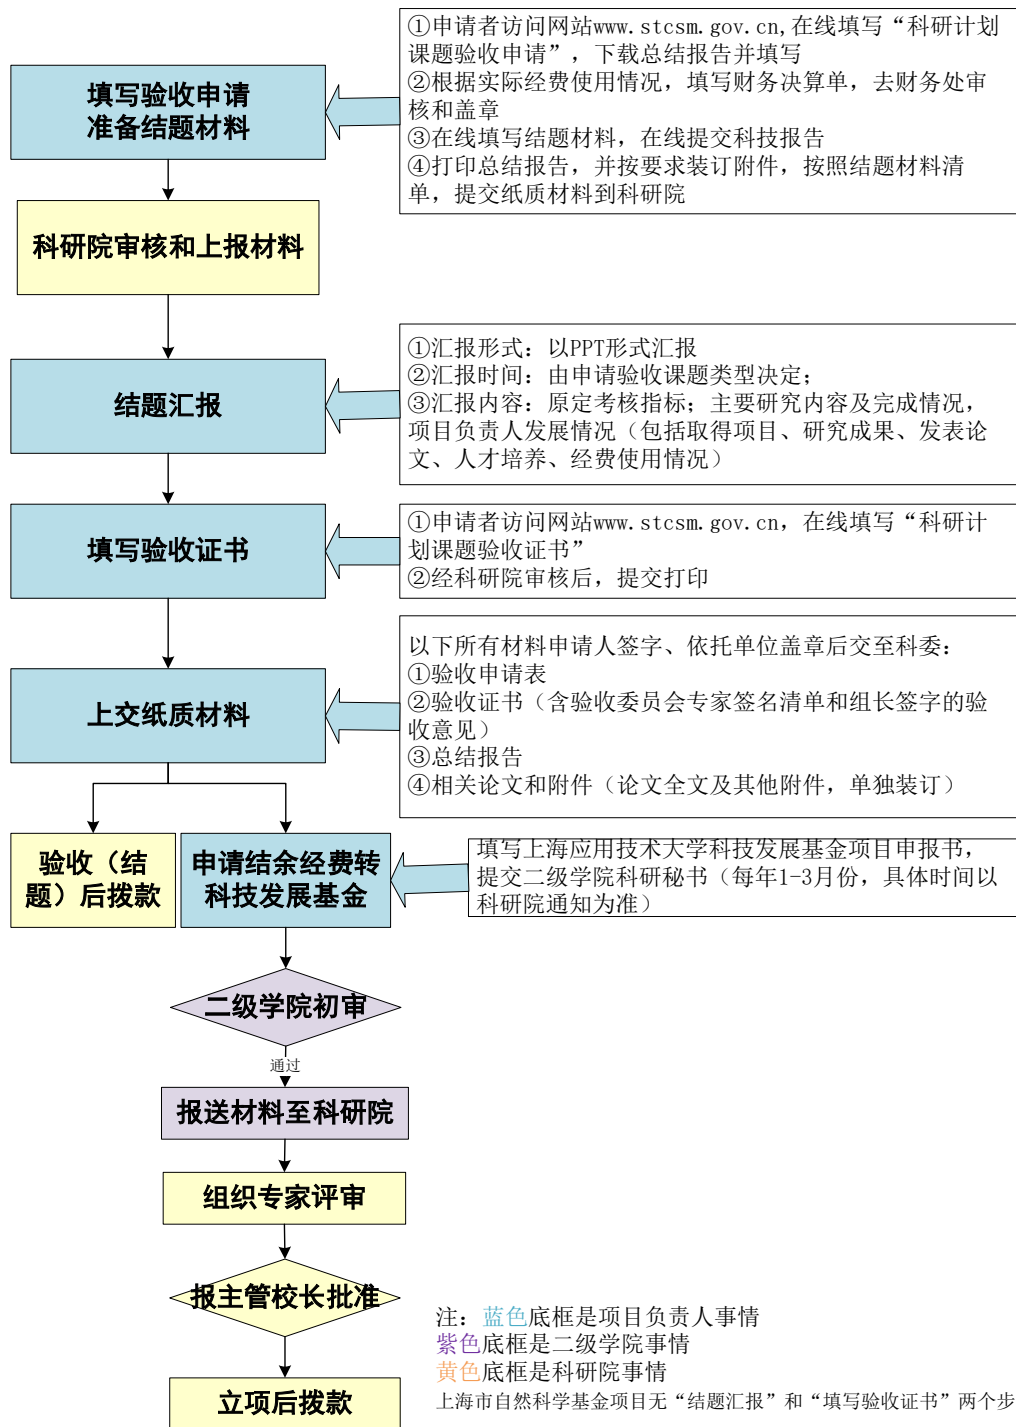 ①申请者访问网站www.stcsm.gov.cn,在线填写“科研计划
课题验收申请”，下载总结报告并填写
②根据实际经费使用情况，填写财务决算单，去财务处审
核和盖章
③在线填写结题材料，在线提交科技报告
④打印总结报告，并按要求装订附件，按照结题材料清
单，提交纸质材料到科研院
填写验收申请
准备结题材料
科研院审核和上报材料
①汇报形式：以PPT形式汇报
②汇报时间：由申请验收课题类型决定；
③汇报内容：原定考核指标；主要研究内容及完成情况，
项目负责人发展情况（包括取得项目、研究成果、发表论
文、人才培养、经费使用情况）
结题汇报
①申请者访问网站www.stcsm.gov.cn，在线填写“科研计
划课题验收证书”
②经科研院审核后，提交打印
填写验收证书
以下所有材料申请人签字、依托单位盖章后交至科委：
①验收申请表
②验收证书（含验收委员会专家签名清单和组长签字的验
收意见）
③总结报告
④相关论文和附件（论文全文及其他附件，单独装订）
上交纸质材料
验收（结
题）后拨款
申请结余经费转
科技发展基金
填写上海应用技术大学科技发展基金项目申报书，
提交二级学院科研秘书（每年1-3月份，具体时间以
科研院通知为准）
二级学院初审
通过
报送材料至科研院
组织专家评审
报主管校长批准
立项后拨款
注：蓝色底框是项目负责人事情
紫色底框是二级学院事情
黄色底框是科研院事情
上海市自然科学基金项目无“结题汇报”和“填写验收证书”两个步